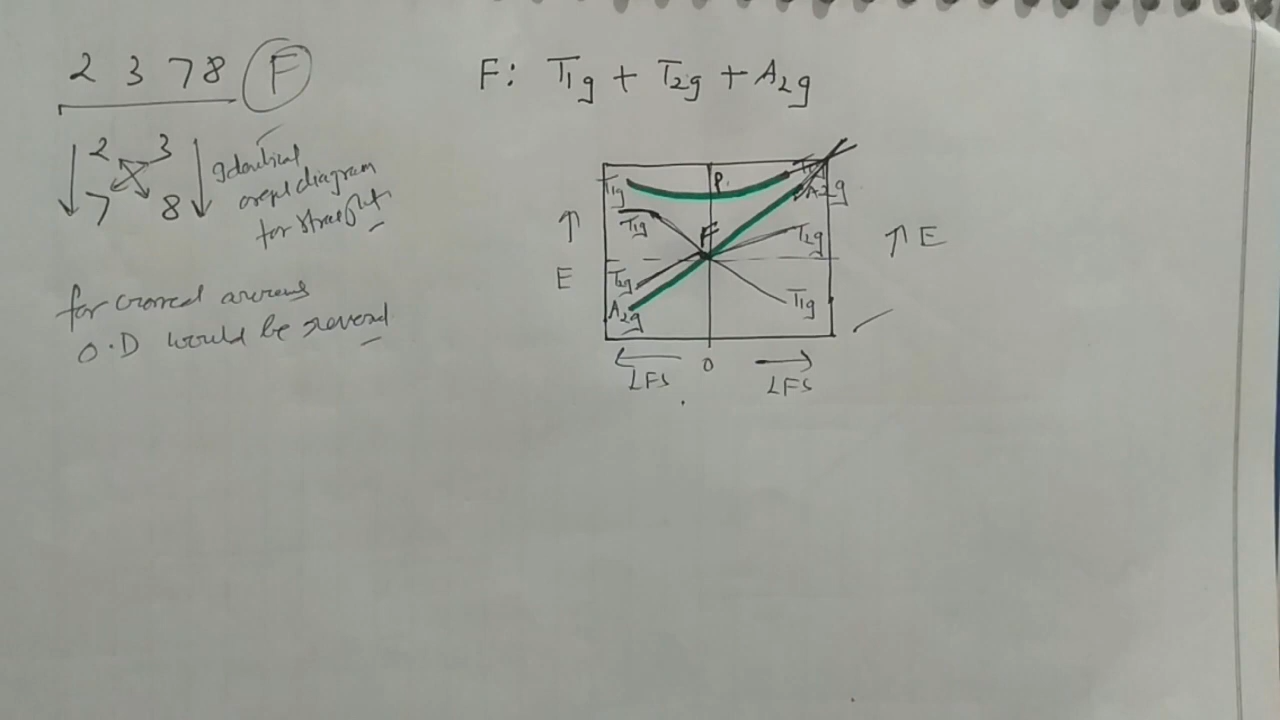 2 3 7 8 F
F: T1g + T2g + A2g
2 3
7 8
Identical
orgel diagram
for straight
for crossed arrows
O.D would be reversed
T1g P
A2g
T1g F T2g
T2g
A2g T1g
↑ E
↑ E
← 0 →
LFS LFS